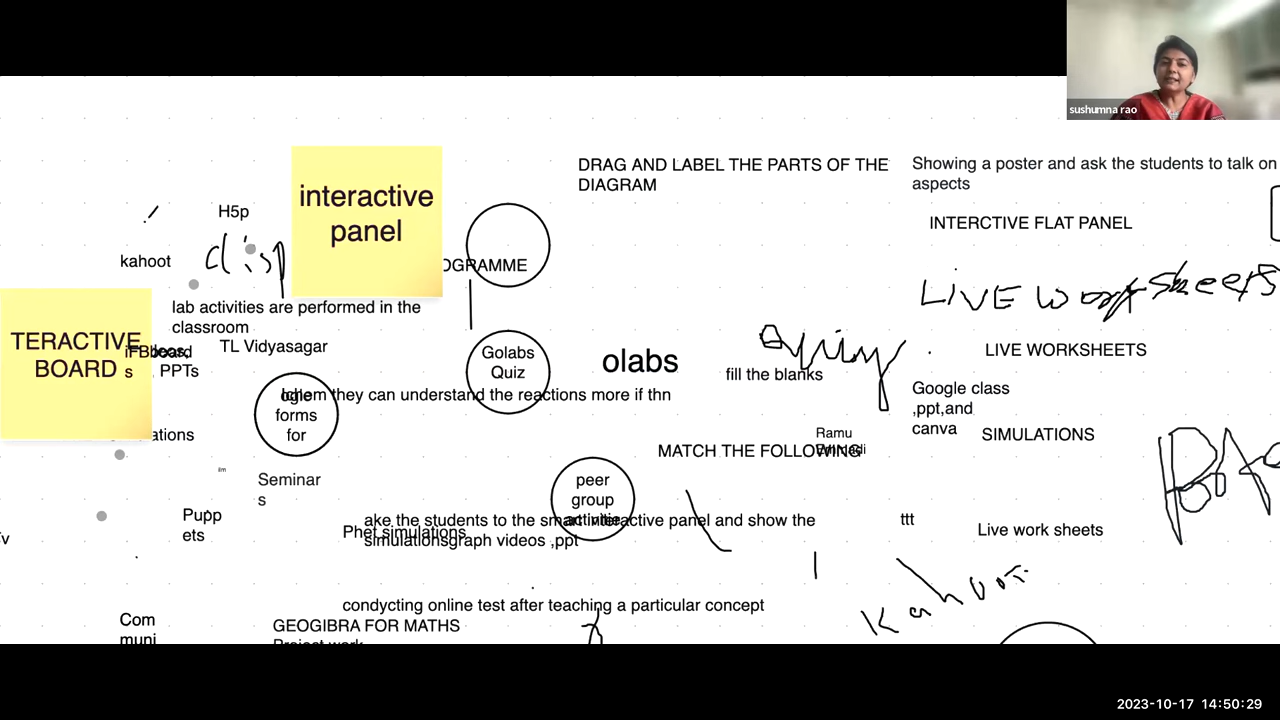 sushumna rao
DRAG AND LABEL THE PARTS OF THE
DIAGRAM
Showing a poster and ask the students to talk on
aspects
interactive
panel
H5p
INTERCTIVE FLAT PANEL
kahoot
disp
OGRAMME
LIVE worksheets
lab activities are performed in the
classroom
TERACTIVE
BOARD
iFBboard
s
, PPTs
TL Vidyasagar
Golabs
Quiz
olabs
LIVE WORKSHEETS
fill the blanks
Google class
,ppt,and
canva
forms
for
they can understand the reactions more if thn
ations
Ramu
MATCH THE FOLLOWING
SIMULATIONS
Seminar
s
peer
group
Pupp
ets
ake the students to the smart interactive panel and show the
simulationsgraph videos ,ppt
Phet simulations
ttt
Live work sheets
kahoot
condycting online test after teaching a particular concept
Com
muni
GEOGIBRA FOR MATHS
Project work
2023-10-17 14:50:29